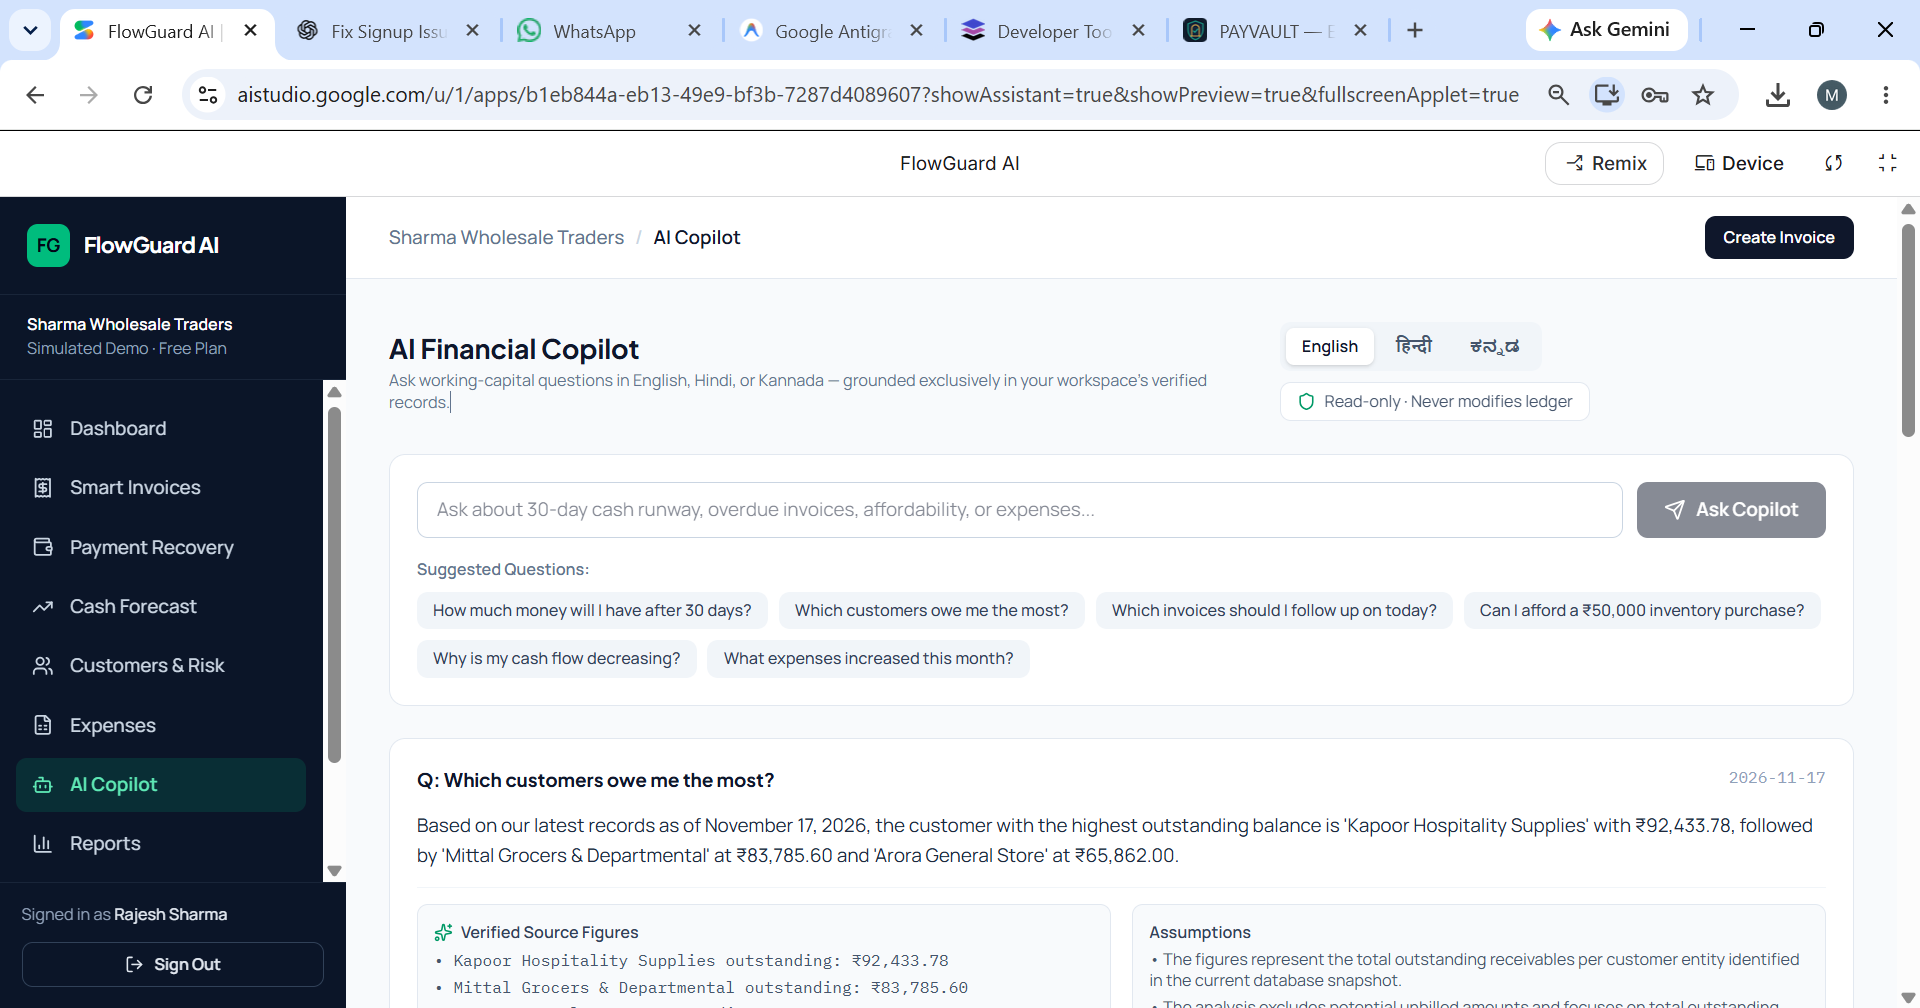 FlowGuard AI |
Fix Signup Issu
WhatsApp
Google Antigra
Developer Too
PAYVAULT — E
Ask Gemini
aistudio.google.com/u/1/apps/b1eb844a-eb13-49e9-bf3b-7287d4089607?showAssistant=true&showPreview=true&fullscreenApplet=true
M
FlowGuard AI
Remix
Device
FG FlowGuard AI
Sharma Wholesale Traders
Simulated Demo · Free Plan
Dashboard
Smart Invoices
Payment Recovery
Cash Forecast
Customers & Risk
Expenses
AI Copilot
Reports
Signed in as Rajesh Sharma
Sign Out
Sharma Wholesale Traders / AI Copilot
Create Invoice
AI Financial Copilot
Ask working-capital questions in English, Hindi, or Kannada — grounded exclusively in your workspace's verified
records.
English हिन्दी ಕನ್ನಡ
Read-only · Never modifies ledger
Ask about 30-day cash runway, overdue invoices, affordability, or expenses...
Ask Copilot
Suggested Questions:
How much money will I have after 30 days?
Which customers owe me the most?
Which invoices should I follow up on today?
Can I afford a ₹50,000 inventory purchase?
Why is my cash flow decreasing?
What expenses increased this month?
Q: Which customers owe me the most?
2026-11-17
Based on our latest records as of November 17, 2026, the customer with the highest outstanding balance is 'Kapoor Hospitality Supplies' with ₹92,433.78, followed
by 'Mittal Grocers & Departmental' at ₹83,785.60 and 'Arora General Store' at ₹65,862.00.
Verified Source Figures
• Kapoor Hospitality Supplies outstanding: ₹92,433.78
• Mittal Grocers & Departmental outstanding: ₹83,785.60
Assumptions
• The figures represent the total outstanding receivables per customer entity identified
in the current database snapshot.
• The analysis excludes potential unbilled amounts and focuses on total outstanding